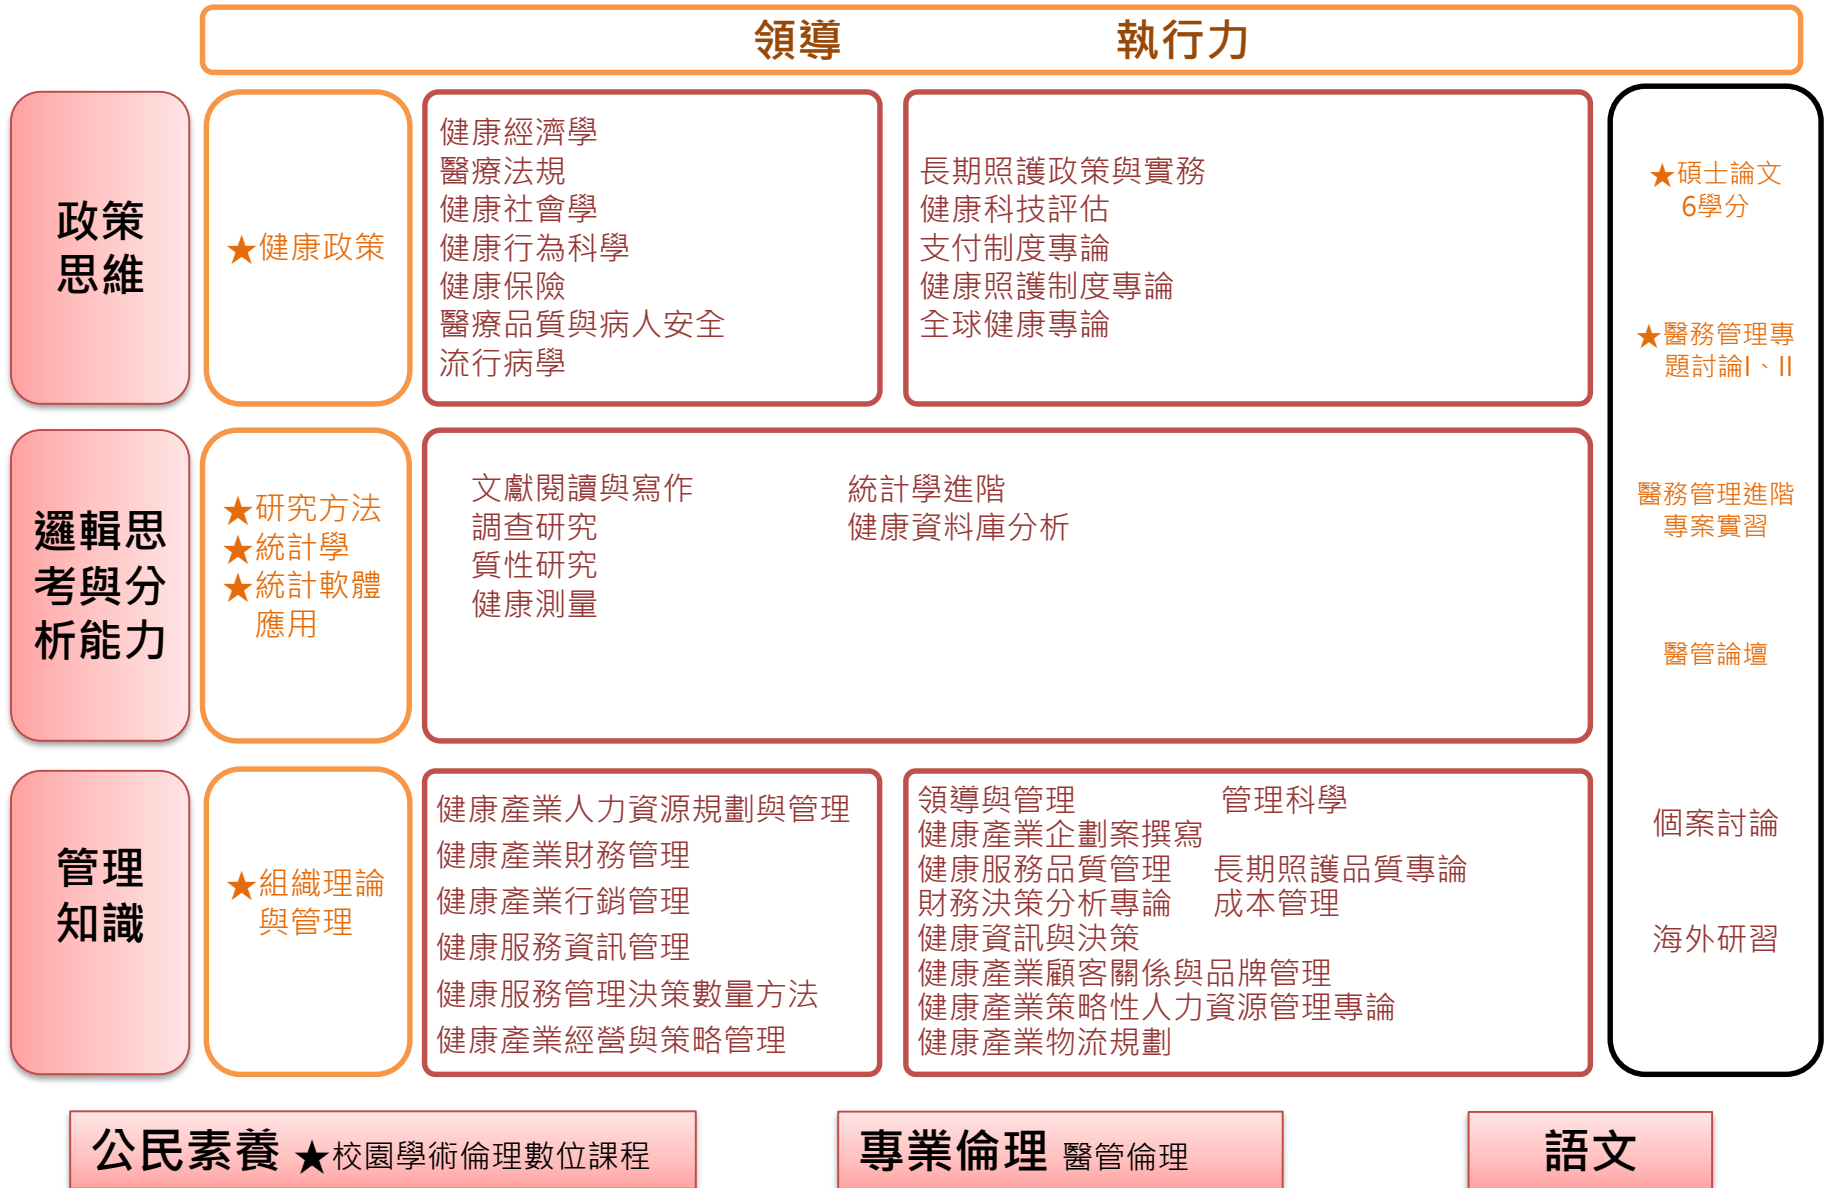 領導 執行力
政策
思維
★健康政策
健康經濟學
醫療法規
健康社會學
健康行為科學
健康保險
醫療品質與病人安全
流行病學
長期照護政策與實務
健康科技評估
支付制度專論
健康照護制度專論
全球健康專論
邏輯思
考與分
析能力
★研究方法
★統計學
★統計軟體
應用
文獻閱讀與寫作
調查研究
質性研究
健康測量
統計學進階
健康資料庫分析
管理
知識
★組織理論
與管理
健康產業人力資源規劃與管理
健康產業財務管理
健康產業行銷管理
健康服務資訊管理
健康服務管理決策數量方法
健康產業經營與策略管理
領導與管理 管理科學
健康產業企劃案撰寫
健康服務品質管理 長期照護品質專論
財務決策分析專論 成本管理
健康資訊與決策
健康產業顧客關係與品牌管理
健康產業策略性人力資源管理專論
健康產業物流規劃
★碩士論文
6學分
★醫務管理專
題討論I、II
醫務管理進階
專案實習
醫管論壇
個案討論
海外研習
公民素養 ★校園學術倫理數位課程
專業倫理 醫管倫理
語文